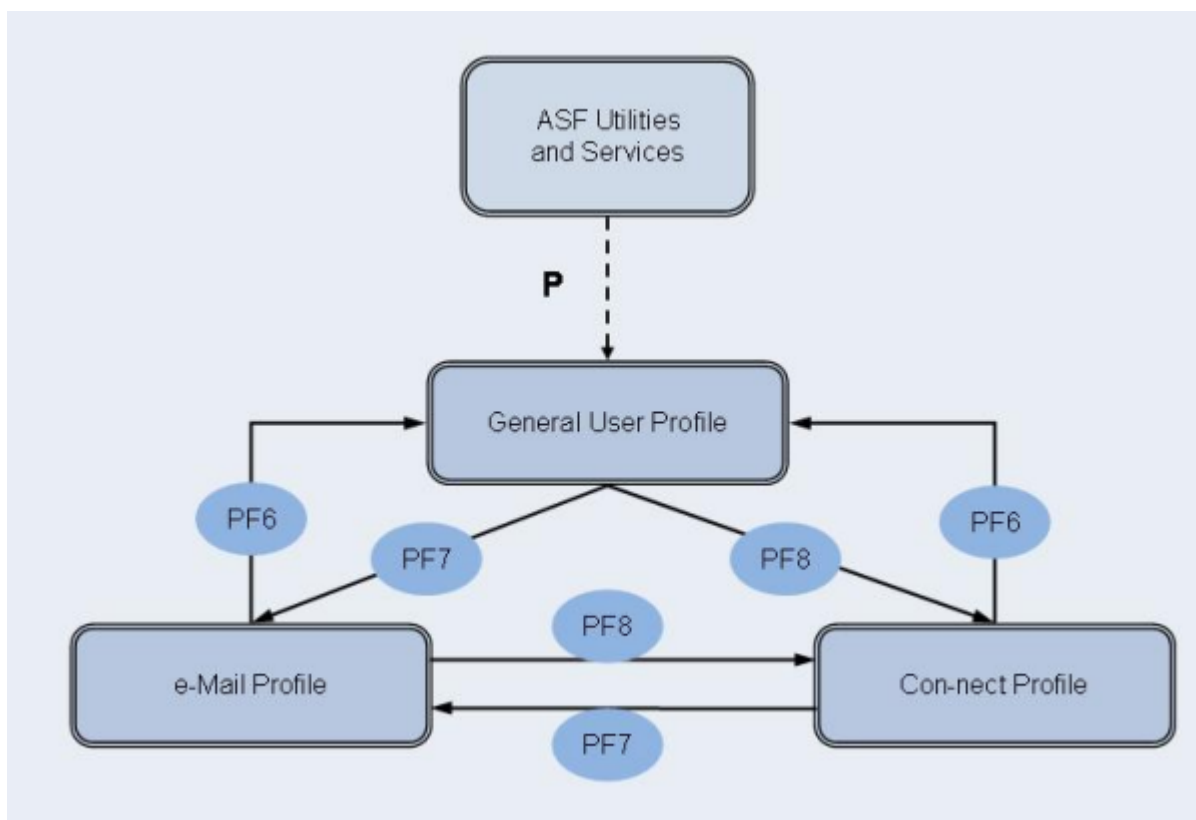 ASF Utilities
and Services
P
General User Profile
PF6
PF6
PF7
PF8
PF8
e-Mail Profile
Con-nect Profile
PF7